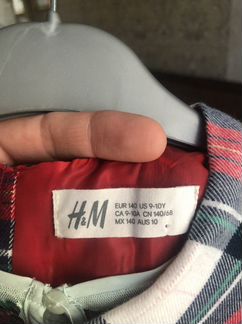 H&M
EUR 140 US 9-10Y
CA 9-10A CN 140/68
MX 140 AUS 10